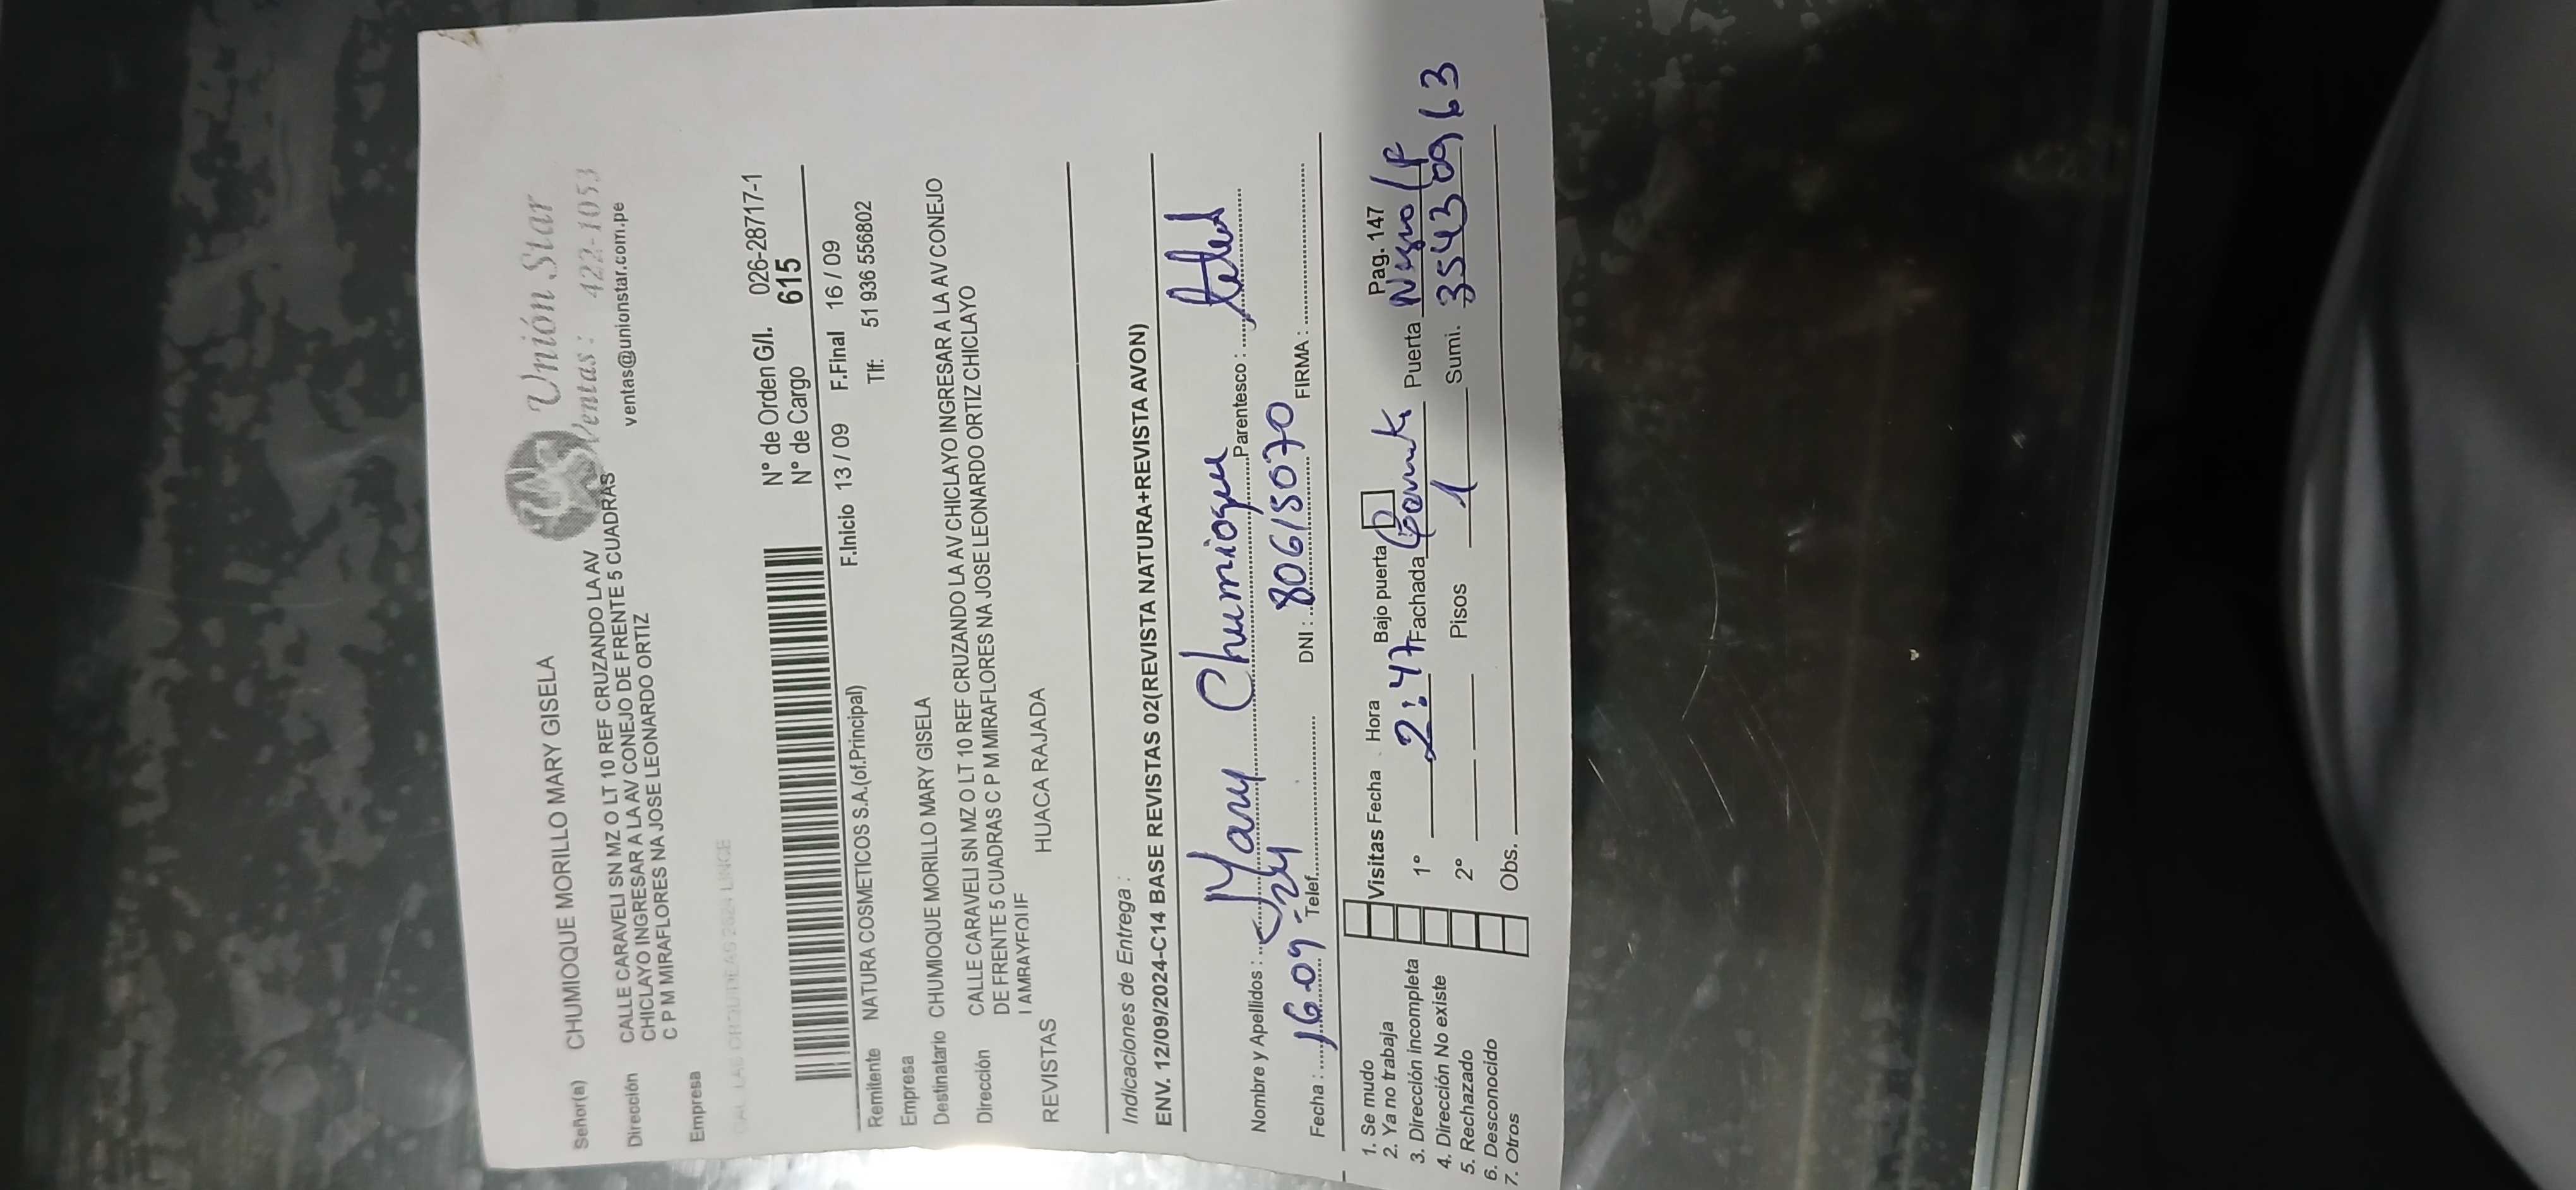 Unión Star
Ventas: 422-1053
ventas@unionstar.com.pe
Señor(a) CHUMIOQUE MORILLO MARY GISELA
Dirección CALLE CARAVELI SN MZ O LT 10 REF CRUZANDO LA AV
CHICLAYO INGRESAR A LA AV CONEJO DE FRENTE 5 CUADRAS
C P M MIRAFLORES NA JOSE LEONARDO ORTIZ
Empresa
N° de Orden G/I. 026-28717-1
N° de Cargo 615
F.Inicio 13 / 09 F.Final 16 / 09
Remitente NATURA COSMETICOS S.A.(of.Principal) Tlf: 51 936 556802
Empresa
Destinatario CHUMIOQUE MORILLO MARY GISELA
Dirección CALLE CARAVELI SN MZ O LT 10 REF CRUZANDO LA AV CHICLAYO INGRESAR A LA AV CONEJO
DE FRENTE 5 CUADRAS C P M MIRAFLORES NA JOSE LEONARDO ORTIZ CHICLAYO
LAMBAYEQUE
REVISTAS HUACA RAJADA
Indicaciones de Entrega :
ENV. 12/09/2024-C14 BASE REVISTAS 02(REVISTA NATURA+REVISTA AVON)
Nombre y Apellidos : Mary Chumioque Parentesco :
Fecha : 16-09-24 Telef. DNI : 80615070 FIRMA :
Pag. 147
1. Se mudo
2. Ya no trabaja
3. Dirección incompleta
4. Dirección No existe
5. Rechazado
6. Desconocido
7. Otros
Visitas Fecha Hora Bajo puerta
1° 2:47 Fachada Puerta Negro
2° Pisos 1 Sumi. 354309163
Obs.